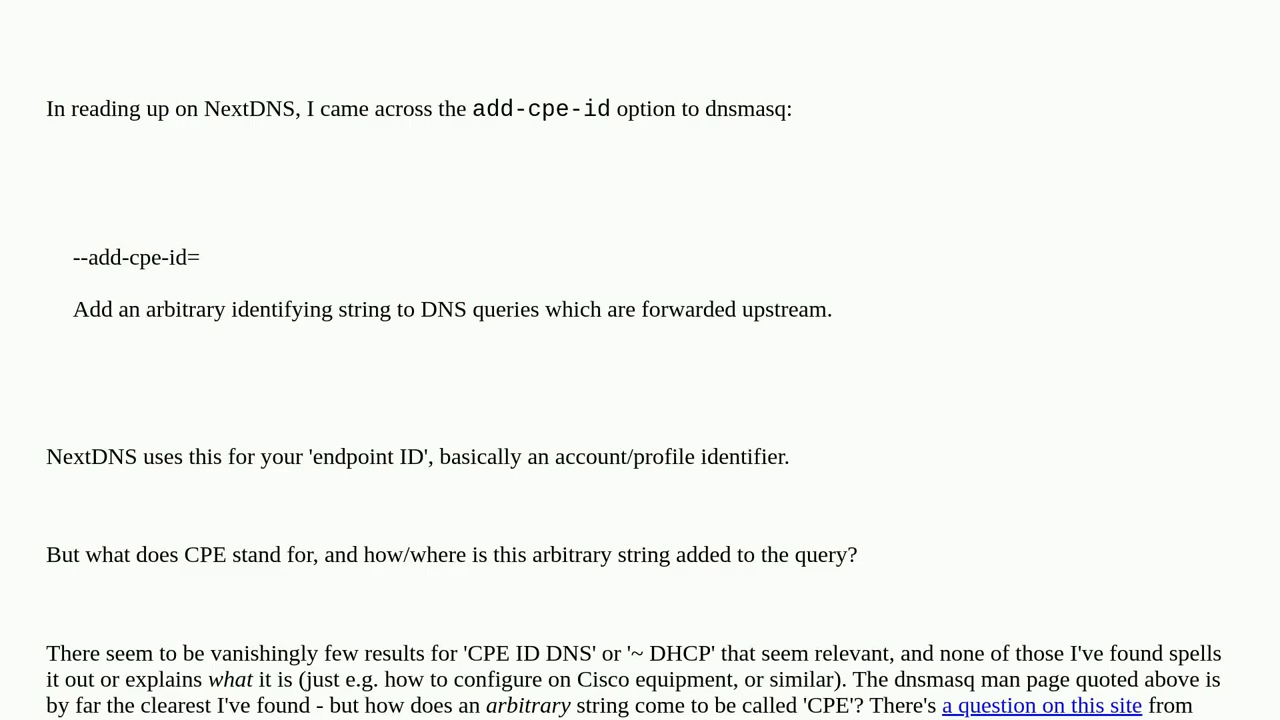 In reading up on NextDNS, I came across the add-cpe-id option to dnsmasq:
--add-cpe-id=
Add an arbitrary identifying string to DNS queries which are forwarded upstream.
NextDNS uses this for your 'endpoint ID', basically an account/profile identifier.
But what does CPE stand for, and how/where is this arbitrary string added to the query?
There seem to be vanishingly few results for 'CPE ID DNS' or '~ DHCP' that seem relevant, and none of those I've found spells
it out or explains what it is (just e.g. how to configure on Cisco equipment, or similar). The dnsmasq man page quoted above is
by far the clearest I've found - but how does an arbitrary string come to be called 'CPE'? There's a question on this site from